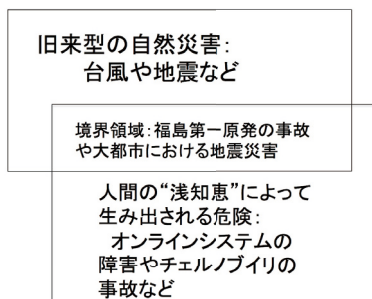 旧来型の自然災害：
台風や地震など
境界領域：福島第一原発の事故
や大都市における地震災害
人間の“浅知恵”によって
生み出される危険：
オンラインシステムの
障害やチェルノブイリの
事故など